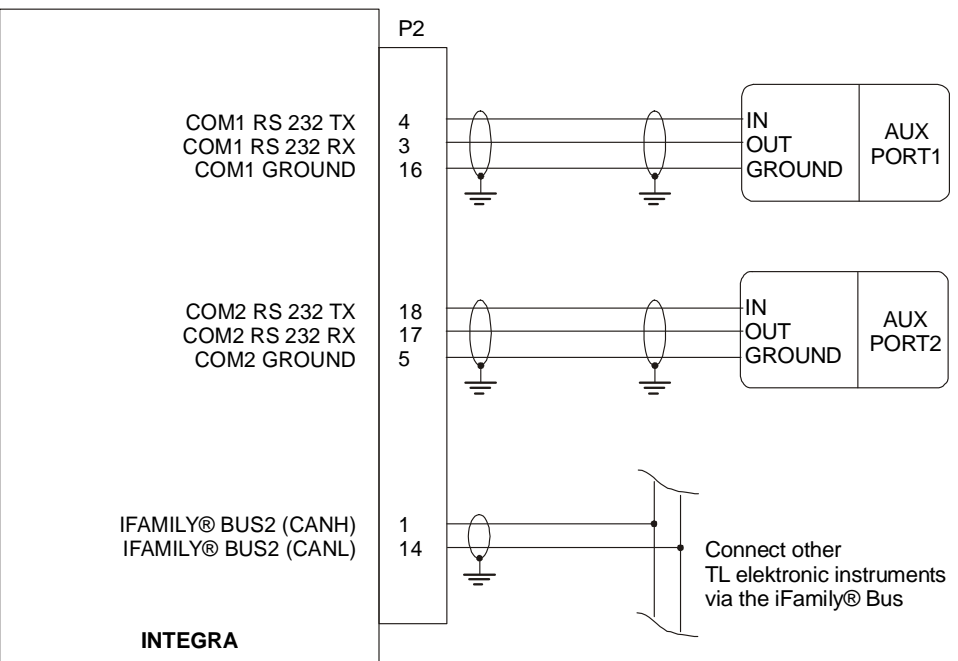 P2
COM1 RS 232 TX 4 IN
COM1 RS 232 RX 3 OUT
COM1 GROUND 16 GROUND
AUX
PORT1
COM2 RS 232 TX 18 IN
COM2 RS 232 RX 17 OUT
COM2 GROUND 5 GROUND
AUX
PORT2
IFAMILY® BUS2 (CANH) 1
IFAMILY® BUS2 (CANL) 14
Connect other
TL elektronic instruments
via the iFamily® Bus
INTEGRA